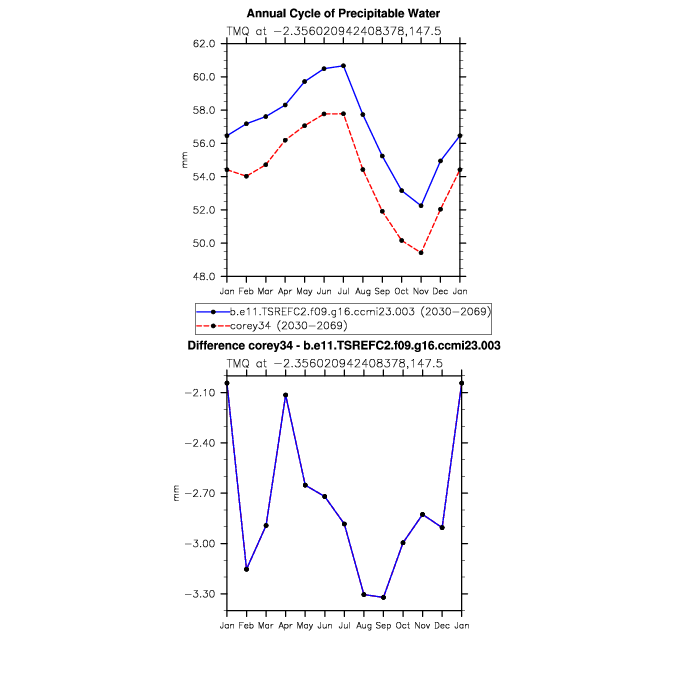 Annual Cycle of Precipitable Water
TMQ at −2.356020942408378,147.5
62.0
60.0
58.0
56.0
54.0
52.0
50.0
48.0
mm
Jan Feb Mar Apr May Jun Jul Aug Sep Oct Nov Dec Jan
b.e11.TSREFC2.f09.g16.ccmi23.003 (2030−2069)
corey34 (2030−2069)
Difference corey34 - b.e11.TSREFC2.f09.g16.ccmi23.003
TMQ at −2.356020942408378,147.5
−2.10
−2.40
−2.70
−3.00
−3.30
mm
Jan Feb Mar Apr May Jun Jul Aug Sep Oct Nov Dec Jan